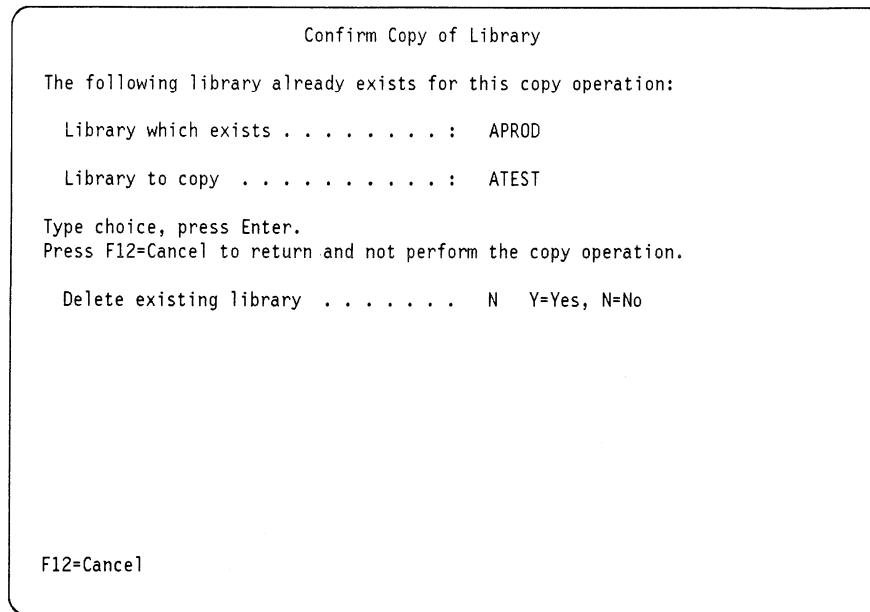 Confirm Copy of Library
The following library already exists for this copy operation:
Library which exists . . . . . . . . : APROD
Library to copy . . . . . . . . . . : ATEST
Type choice, press Enter.
Press F12=Cancel to return and not perform the copy operation.
Delete existing library . . . . . . . N Y=Yes, N=No
F12=Cancel